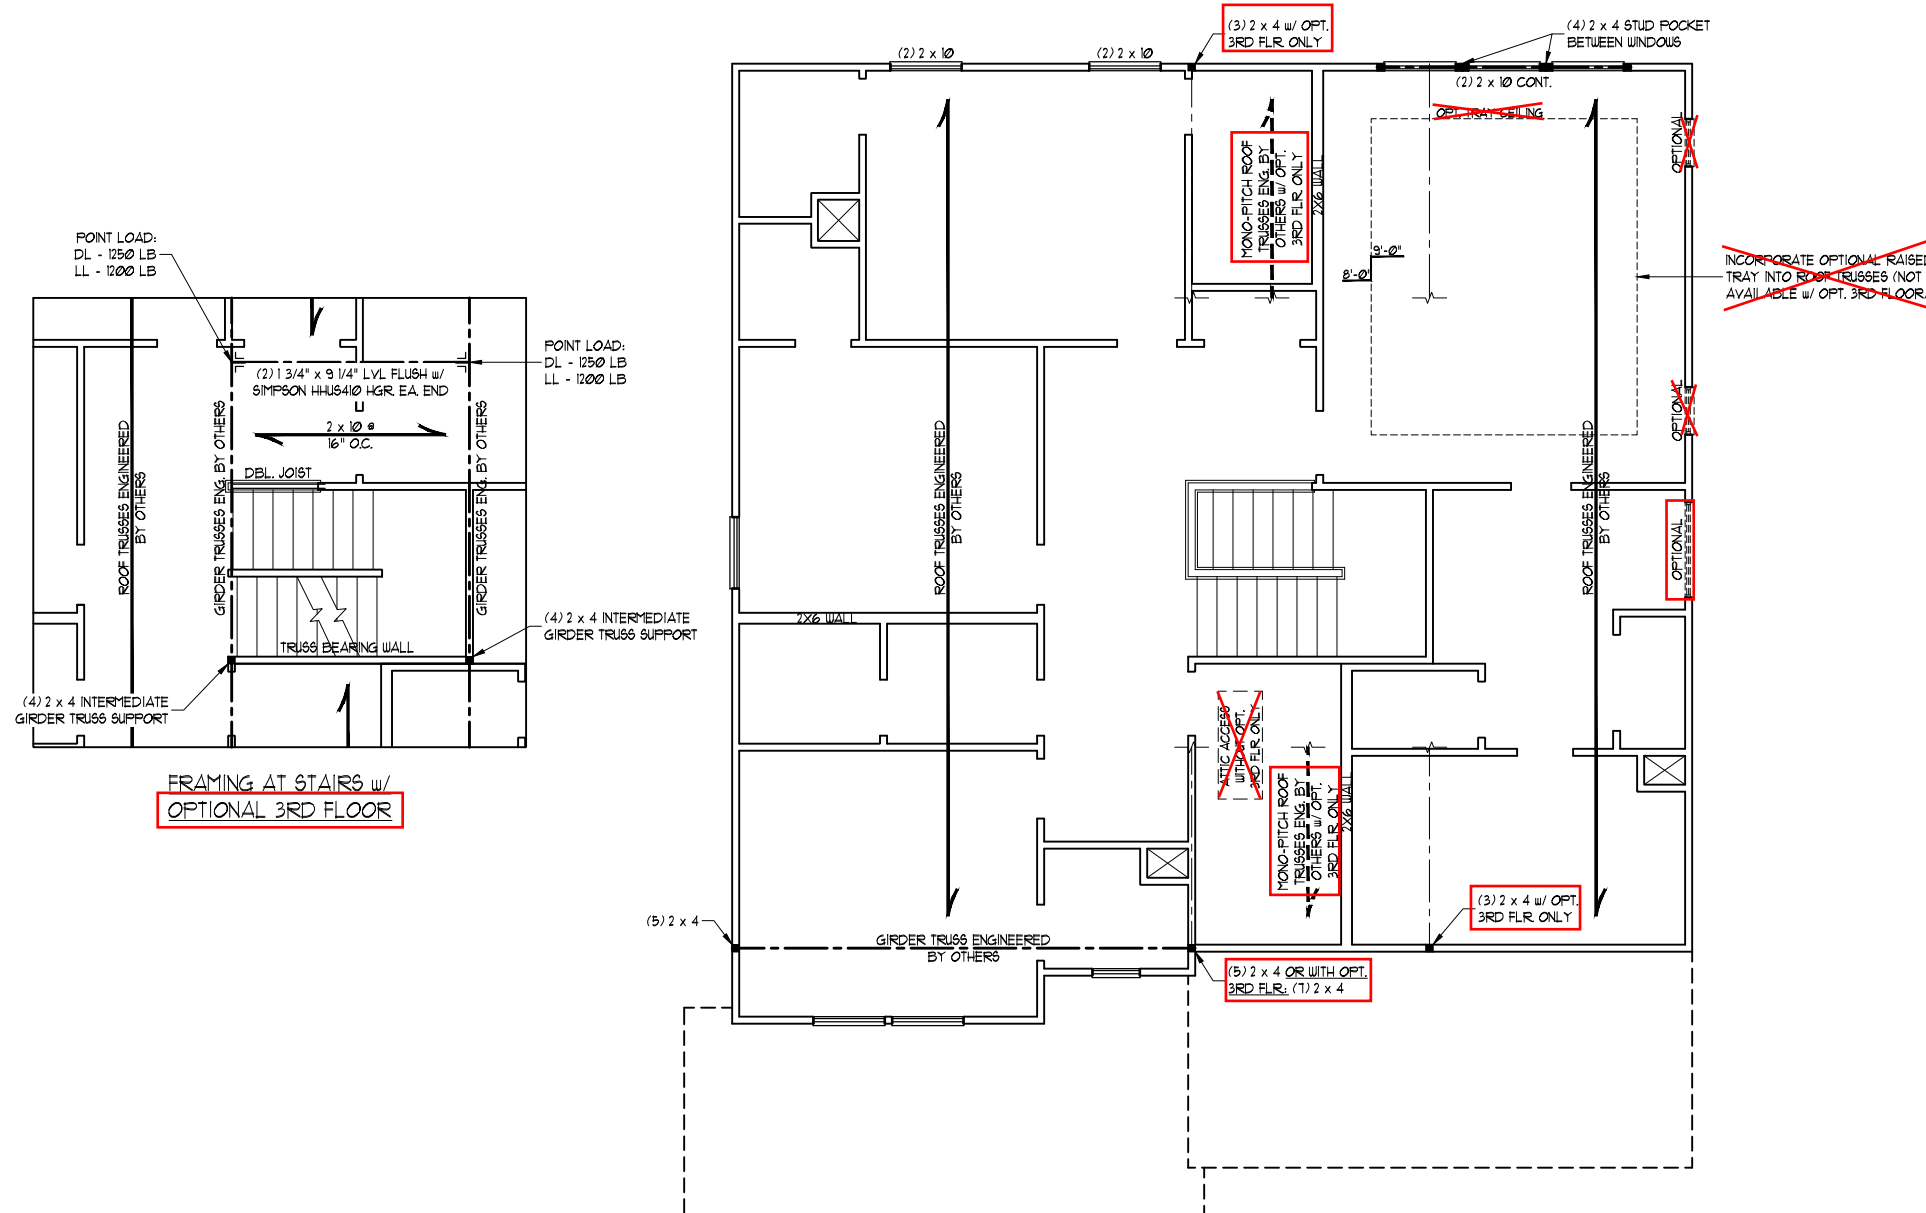 (3) 2 x 4 w/ OPT.
3RD FLR. ONLY
(4) 2 x 4 STUD POCKET
BETWEEN WINDOWS
(2) 2 x 10
(2) 2 x 10
(2) 2 x 10 CONT.
OPT. TRAY CEILING
OPTIONAL
MONO-PITCH ROOF
TRUSSES ENG. BY
OTHERS w/ OPT.
3RD FLR. ONLY
2X6 WALL
9'-0"
8'-0"
INCORPORATE OPTIONAL RAISED
TRAY INTO ROOF TRUSSES (NOT
AVAILABLE w/ OPT. 3RD FLOOR.
POINT LOAD:
DL - 1250 LB
LL - 1200 LB
POINT LOAD:
DL - 1250 LB
LL - 1200 LB
(2) 1 3/4" x 9 1/4" LVL FLUSH w/
SIMPSON HHUS410 HGR. EA. END
2 x 10 @
16" O.C.
DBL. JOIST
ROOF TRUSSES ENGINEERED
BY OTHERS
GIRDER TRUSSES ENG. BY OTHERS
GIRDER TRUSSES ENG. BY OTHERS
TRUSS BEARING WALL
(4) 2 x 4 INTERMEDIATE
GIRDER TRUSS SUPPORT
(4) 2 x 4 INTERMEDIATE
GIRDER TRUSS SUPPORT
FRAMING AT STAIRS w/
OPTIONAL 3RD FLOOR
ROOF TRUSSES ENGINEERED
BY OTHERS
ROOF TRUSSES ENGINEERED
BY OTHERS
OPTIONAL
OPTIONAL
2X6 WALL
ATTIC ACCESS
WITHOUT OPT.
3RD FLR. ONLY
MONO-PITCH ROOF
TRUSSES ENG. BY
OTHERS w/ OPT.
3RD FLR. ONLY
2X6 WALL
(5) 2 x 4
GIRDER TRUSS ENGINEERED
BY OTHERS
(3) 2 x 4 w/ OPT.
3RD FLR. ONLY
(5) 2 x 4 OR WITH OPT.
3RD FLR.: (7) 2 x 4